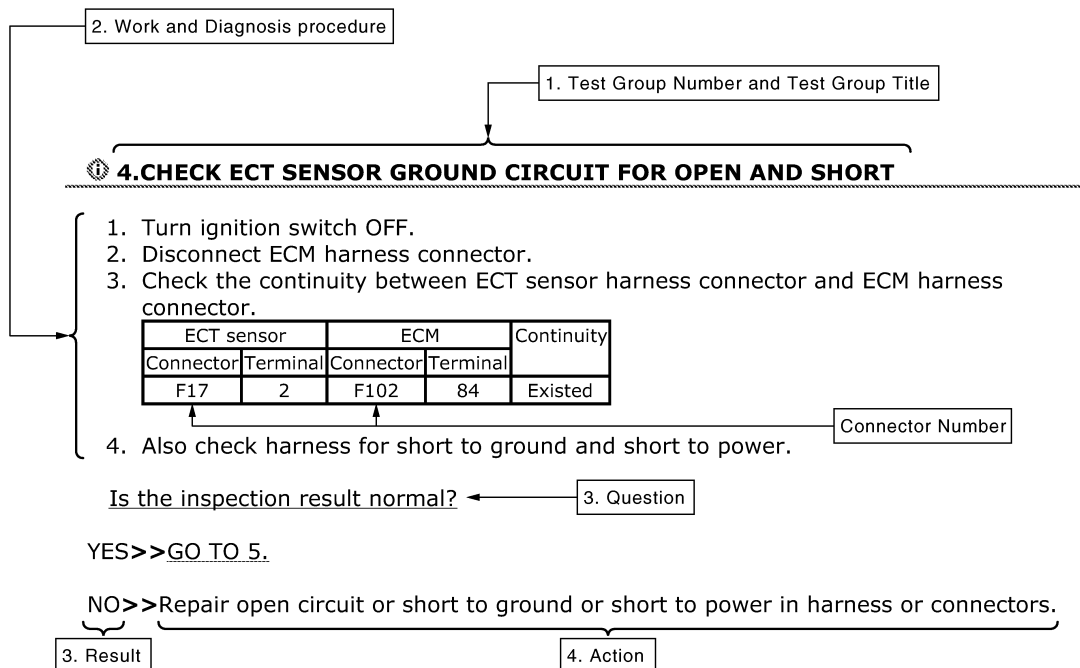 2. Work and Diagnosis procedure
1. Test Group Number and Test Group Title
4.CHECK ECT SENSOR GROUND CIRCUIT FOR OPEN AND SHORT
1. Turn ignition switch OFF.
2. Disconnect ECM harness connector.
3. Check the continuity between ECT sensor harness connector and ECM harness
connector.
ECT sensor ECM Continuity
Connector Terminal Connector Terminal
F17 2 F102 84 Existed
Connector Number
4. Also check harness for short to ground and short to power.
Is the inspection result normal? 3. Question
YES>>GO TO 5.
NO>>Repair open circuit or short to ground or short to power in harness or connectors.
3. Result 4. Action